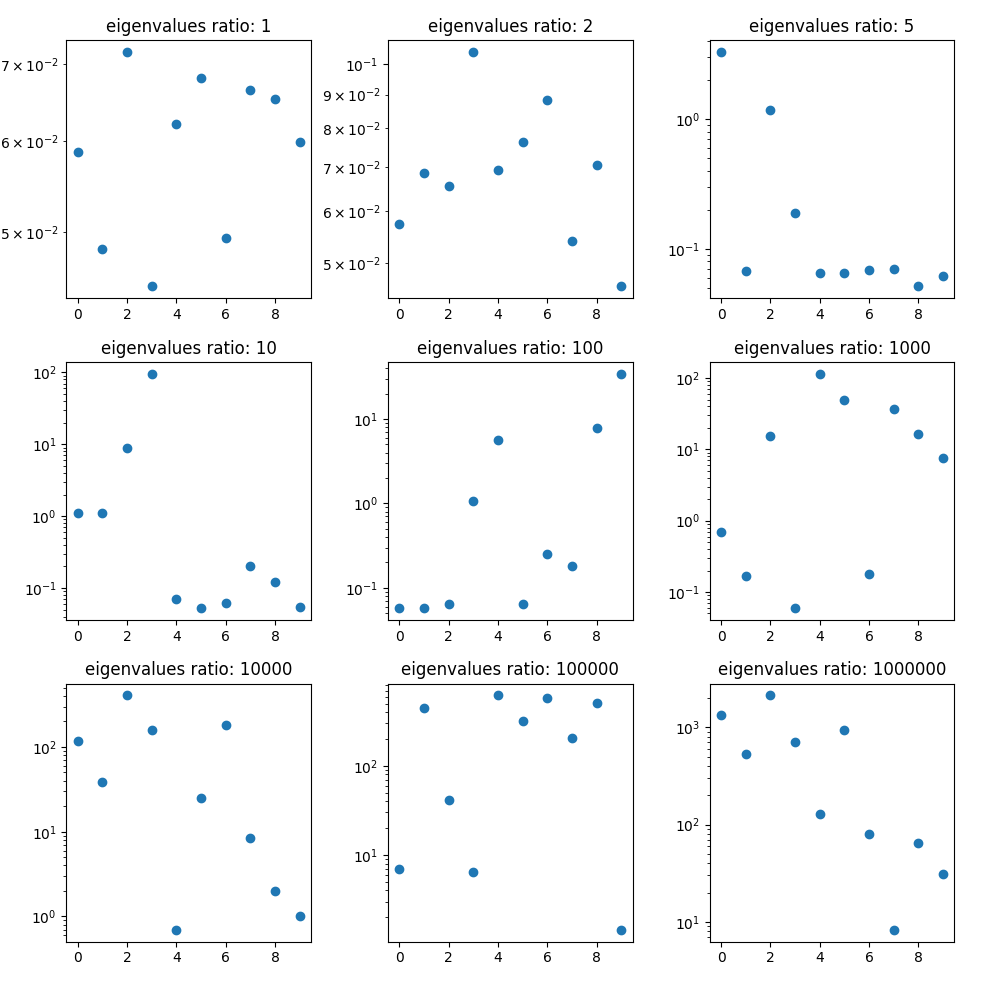 eigenvalues ratio: 1
7 × 10⁻²
6 × 10⁻²
5 × 10⁻²
0 2 4 6 8
eigenvalues ratio: 2
10⁻¹
9 × 10⁻²
8 × 10⁻²
7 × 10⁻²
6 × 10⁻²
5 × 10⁻²
0 2 4 6 8
eigenvalues ratio: 5
10⁰
10⁻¹
0 2 4 6 8
eigenvalues ratio: 10
10²
10¹
10⁰
10⁻¹
0 2 4 6 8
eigenvalues ratio: 100
10¹
10⁰
10⁻¹
0 2 4 6 8
eigenvalues ratio: 1000
10²
10¹
10⁰
10⁻¹
0 2 4 6 8
eigenvalues ratio: 10000
10²
10¹
10⁰
0 2 4 6 8
eigenvalues ratio: 100000
10²
10¹
0 2 4 6 8
eigenvalues ratio: 1000000
10³
10²
10¹
0 2 4 6 8